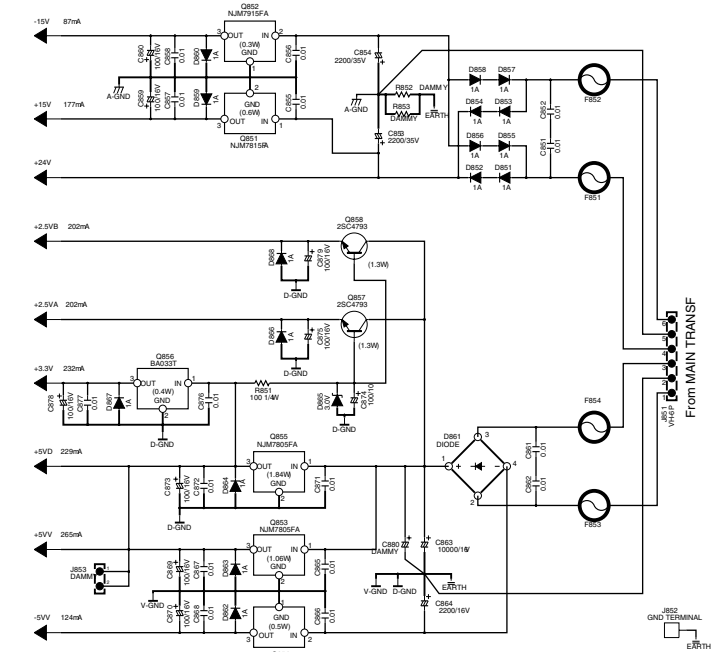 -15V 87mA
Q852
NJM7915FA
3 OUT IN 2
(0.3W)
GND
1
C860
100/16V
C858
0.01
D860
1A
C856
0.01
C854
2200/35V
A-GND
C859
100/16V
C857
0.01
D859
1A
C855
0.01
2
GND
(0.6W)
3 OUT IN 1
Q851
NJM7815FA
+15V 177mA
+24V
A-GND
R852 DAMMY
R853
DAMMY
EARTH
C853
2200/35V
D858 D857
1A 1A
D854 D853
1A 1A
D856 D855
1A 1A
D852 D851
1A 1A
C852
0.01
C851
0.01
F852
F851
+2.5VB 202mA
Q858
2SC4793
(1.3W)
D868
1A
C879
100/16V
D-GND
+2.5VA 202mA
Q857
2SC4793
(1.3W)
D866
1A
C875
100/16V
D-GND
+3.3V 232mA
Q856
BA033T
3 OUT IN 1
(0.4W)
GND
2
C878
100/16V
C877
0.01
D867
1A
C876
0.01
D-GND
R851
100 1/4W
D865
3.0V
C874
100/10
D-GND
6
5
4
3
2
1
J851
VH6P
From MAIN TRANSF
F854
F853
D861
DIODE
3
1 + - 4
2
C861
0.01
C862
0.01
+5VD 229mA
Q855
NJM7805FA
3 OUT IN 1
(1.84W)
GND
2
C873
100/16V
C872
0.01
D864
1A
C871
0.01
D-GND
+5VV 265mA
Q853
NJM7805FA
3 OUT IN 1
(1.06W)
GND
2
J853
DAMMY
1
2
C869
100/16V
C867
0.01
D863
1A
C865
0.01
C880
DAMMY
C863
10000/16V
V-GND
V-GND D-GND
EARTH
C870
100/16V
C868
0.01
1A
C866
0.01
C864
2200/16V
1
GND
(0.5W)
3 OUT IN 2
-5VV 124mA
J852
GND TERMINAL
EARTH